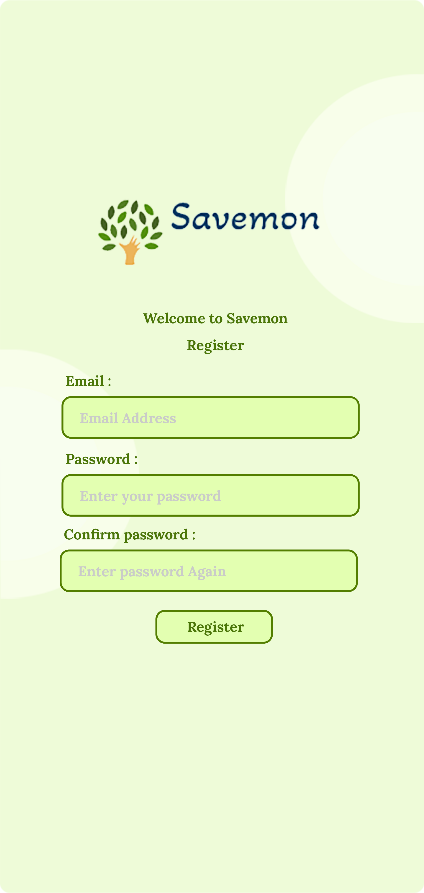 Savemon
Welcome to Savemon
Register
Email :
Email Address
Password :
Enter your password
Confirm password :
Enter password Again
Register